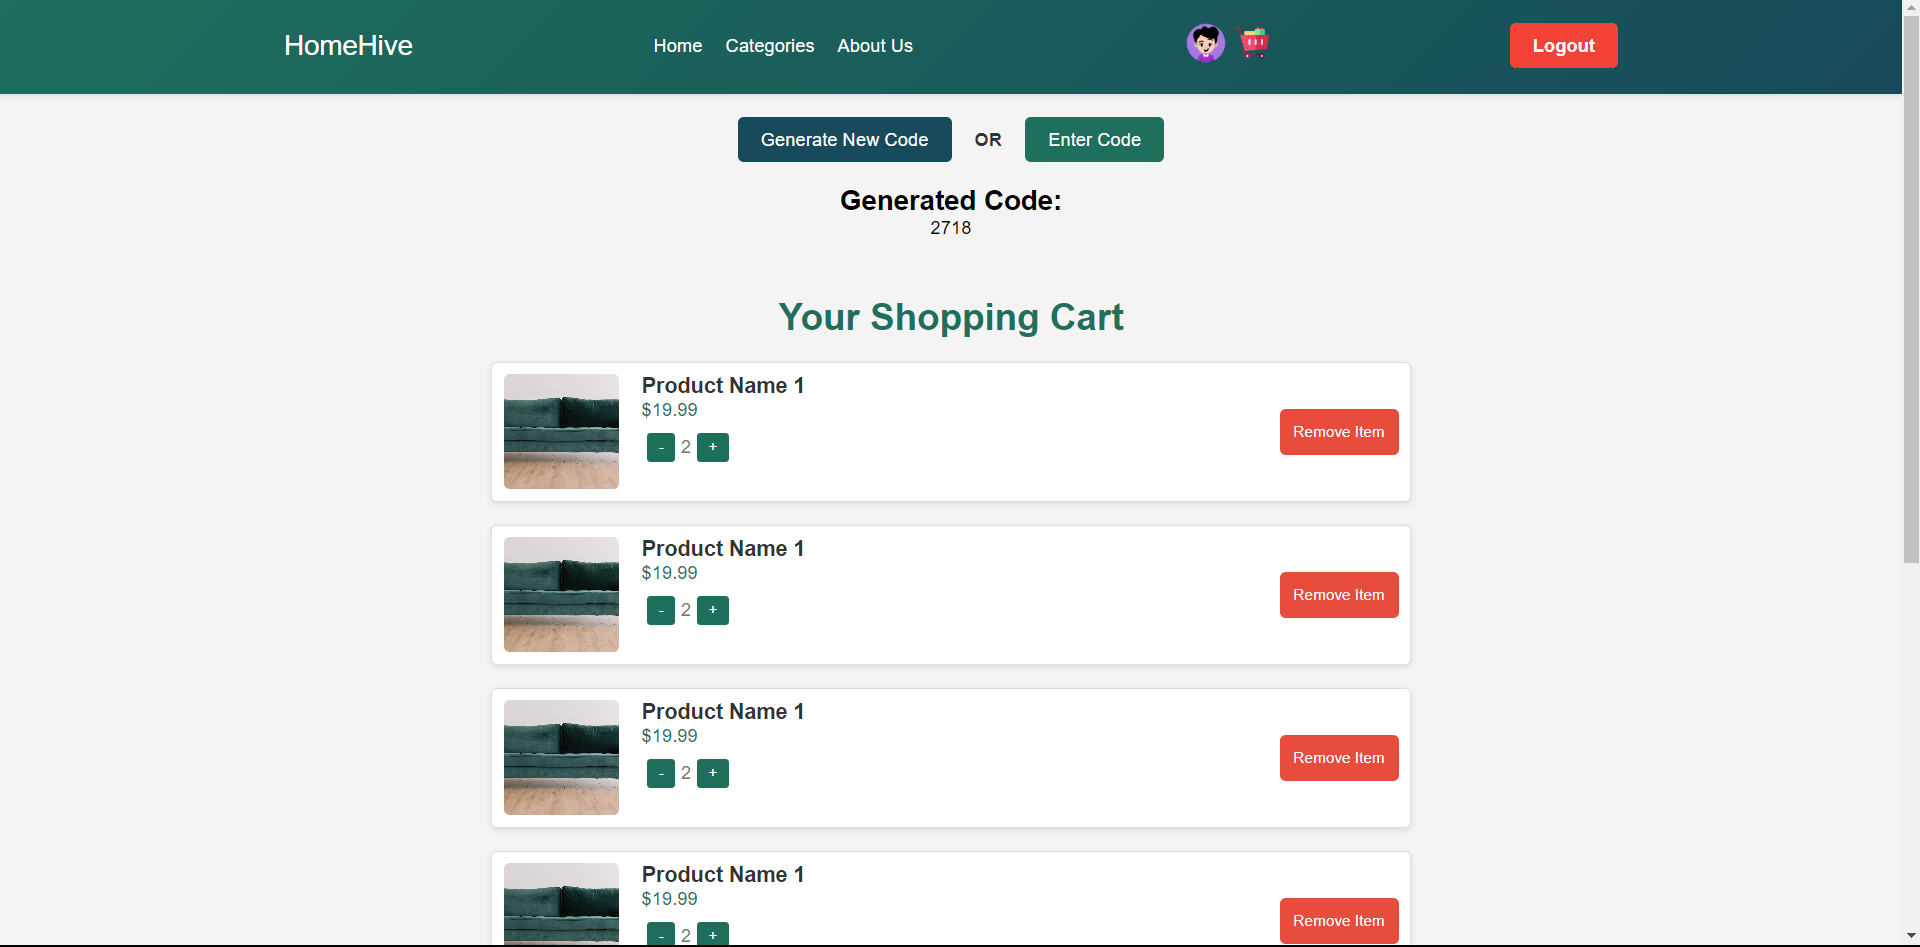 HomeHive
Home Categories About Us
Logout
Generate New Code OR Enter Code
Generated Code:
2718
Your Shopping Cart
Product Name 1
$19.99
- 2 +
Remove Item
Product Name 1
$19.99
- 2 +
Remove Item
Product Name 1
$19.99
- 2 +
Remove Item
Product Name 1
$19.99
- 2 +
Remove Item